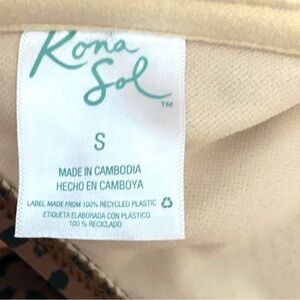 Kona
Sol
™
S
MADE IN CAMBODIA
HECHO EN CAMBOYA
LABEL MADE FROM 100% RECYCLED PLASTIC
ETIQUETA ELABORADA CON PLÁSTICO
100 % RECICLADO